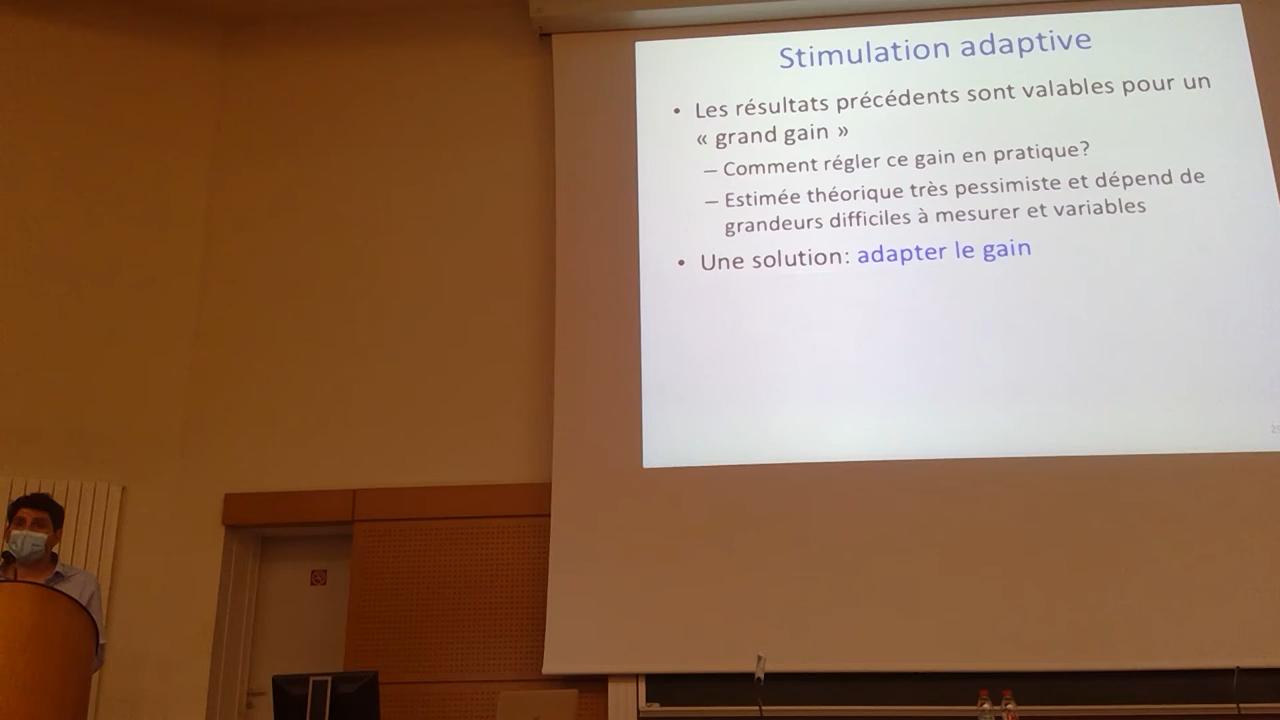 Stimulation adaptive
• Les résultats précédents sont valables pour un
« grand gain »
– Comment régler ce gain en pratique?
– Estimée théorique très pessimiste et dépend de
grandeurs difficiles à mesurer et variables
• Une solution: adapter le gain